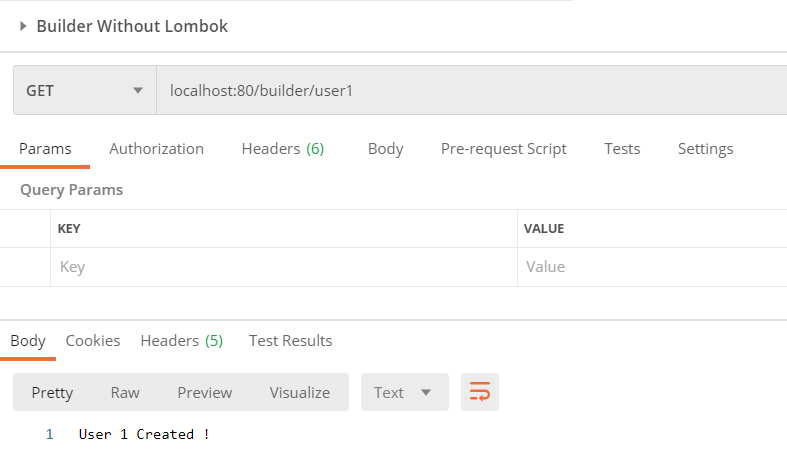 Builder Without Lombok
GET localhost:80/builder/user1
Params Authorization Headers (6) Body Pre-request Script Tests Settings
Query Params
KEY VALUE
Key Value
Body Cookies Headers (5) Test Results
Pretty Raw Preview Visualize Text
1 User 1 Created !